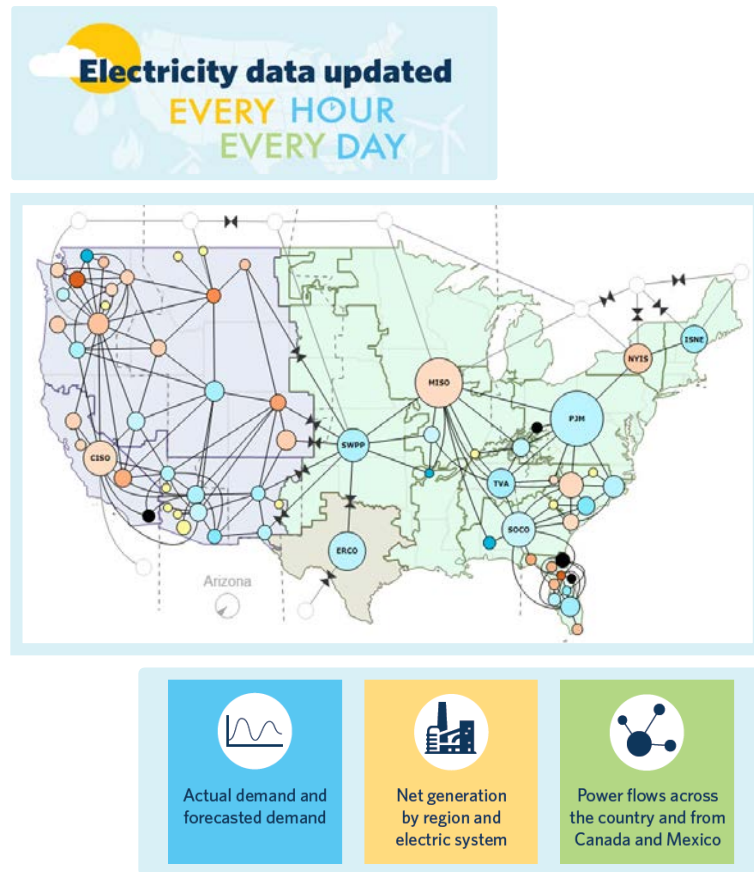 Electricity data updated
EVERY HOUR
EVERY DAY
MISO
NYIS
ISNE
PJM
SWPP
CISO
TVA
SOCO
ERCO
Arizona
Actual demand and
forecasted demand
Net generation
by region and
electric system
Power flows across
the country and from
Canada and Mexico